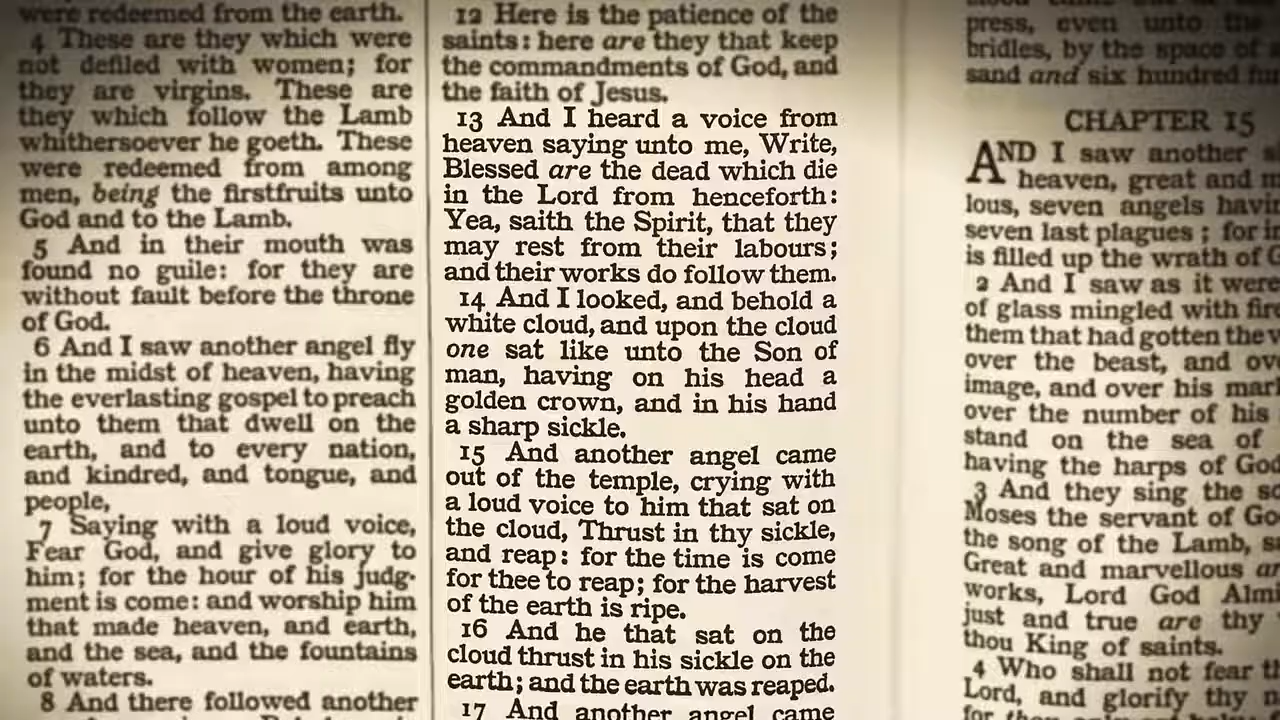 were redeemed from the earth.
4 These are they which were
not defiled with women; for
they are virgins. These are
they which follow the Lamb
whithersoever he goeth. These
were redeemed from among
men, being the firstfruits unto
God and to the Lamb.
5 And in their mouth was
found no guile: for they are
without fault before the throne
of God.
6 And I saw another angel fly
in the midst of heaven, having
the everlasting gospel to preach
unto them that dwell on the
earth, and to every nation,
and kindred, and tongue, and
people,
7 Saying with a loud voice,
Fear God, and give glory to
him; for the hour of his judg-
ment is come: and worship him
that made heaven, and earth,
and the sea, and the fountains
of waters.
8 And there followed another
12 Here is the patience of the
saints: here are they that keep
the commandments of God, and
the faith of Jesus.
13 And I heard a voice from
heaven saying unto me, Write,
Blessed are the dead which die
in the Lord from henceforth:
Yea, saith the Spirit, that they
may rest from their labours;
and their works do follow them.
14 And I looked, and behold a
white cloud, and upon the cloud
one sat like unto the Son of
man, having on his head a
golden crown, and in his hand
a sharp sickle.
15 And another angel came
out of the temple, crying with
a loud voice to him that sat on
the cloud, Thrust in thy sickle,
and reap: for the time is come
for thee to reap; for the harvest
of the earth is ripe.
16 And he that sat on the
cloud thrust in his sickle on the
earth; and the earth was reaped.
17 And another angel came
press, even unto the
bridles, by the space of a
sand and six hundred fur
CHAPTER 15
AND I saw another s
heaven, great and m
lous, seven angels havin
seven last plagues; for in
is filled up the wrath of G
2 And I saw as it were
of glass mingled with fire
them that had gotten the v
over the beast, and ov
image, and over his mark
over the number of his
stand on the sea of
having the harps of God
3 And they sing the so
Moses the servant of Go
the song of the Lamb, sa
Great and marvellous ar
works, Lord God Almi
just and true are thy
thou King of saints.
4 Who shall not fear th
Lord, and glorify thy n